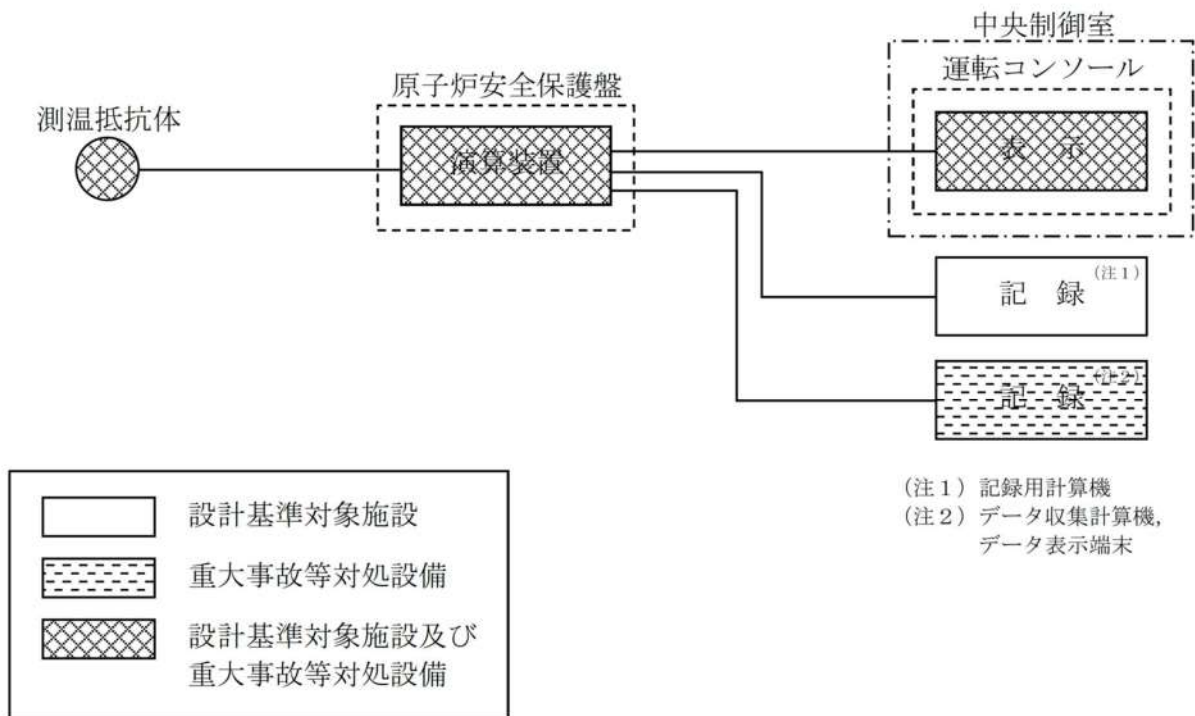 中央制御室
運転コンソール
原子炉安全保護盤
測温抵抗体
演算装置
表 示
記 録 (注1)
記 録 (注2)
(注1) 記録用計算機
(注2) データ収集計算機,
データ表示端末
設計基準対象施設
重大事故等対処設備
設計基準対象施設及び
重大事故等対処設備